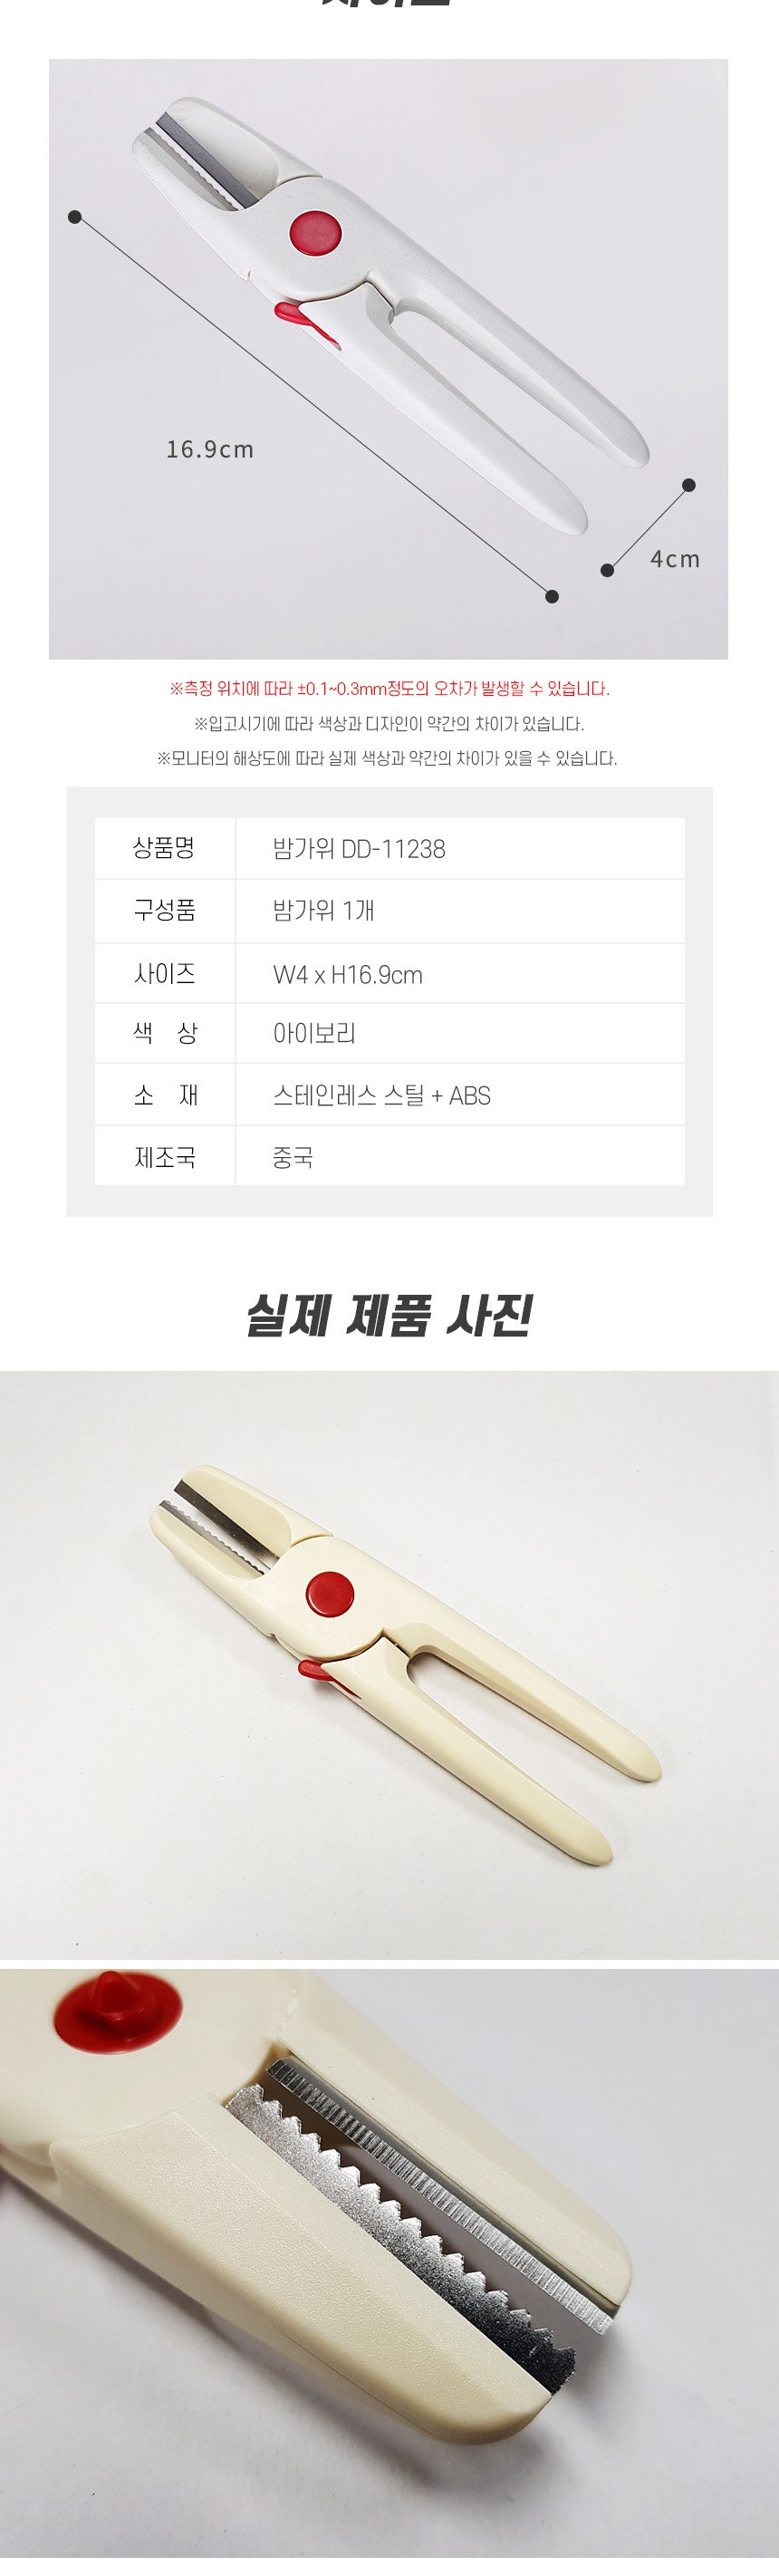 16.9cm
4cm
※측정 위치에 따라 ±0.1~0.3mm정도의 오차가 발생할 수 있습니다.
※입고시기에 따라 색상과 디자인이 약간의 차이가 있습니다.
※모니터의 해상도에 따라 실제 색상과 약간의 차이가 있을 수 있습니다.
상품명 밤가위 DD-11238
구성품 밤가위 1개
사이즈 W4 x H16.9cm
색 상 아이보리
소 재 스테인레스 스틸 + ABS
제조국 중국
실제 제품 사진